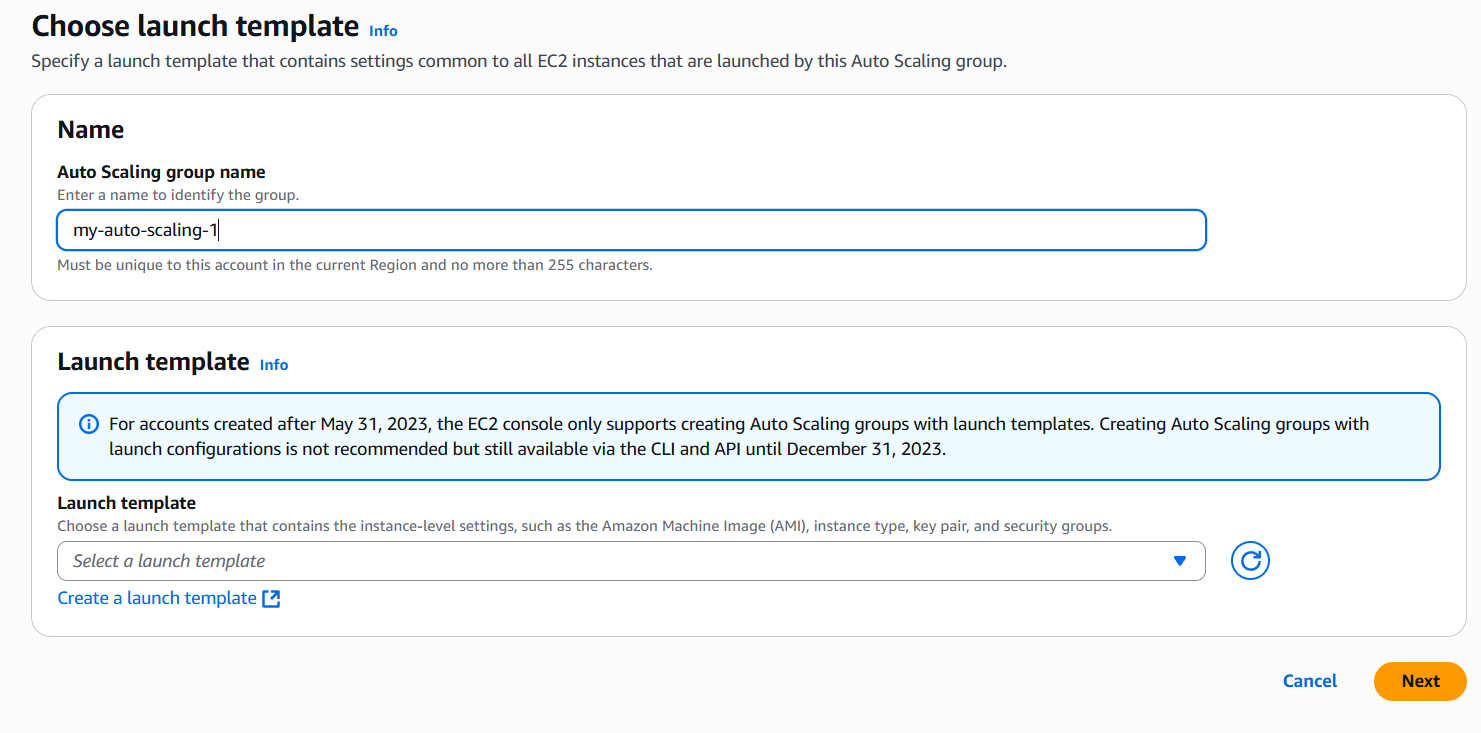 Choose launch template Info
Specify a launch template that contains settings common to all EC2 instances that are launched by this Auto Scaling group.
Name
Auto Scaling group name
Enter a name to identify the group.
my-auto-scaling-1
Must be unique to this account in the current Region and no more than 255 characters.
Launch template Info
For accounts created after May 31, 2023, the EC2 console only supports creating Auto Scaling groups with launch templates. Creating Auto Scaling groups with
launch configurations is not recommended but still available via the CLI and API until December 31, 2023.
Launch template
Choose a launch template that contains the instance-level settings, such as the Amazon Machine Image (AMI), instance type, key pair, and security groups.
Select a launch template
Create a launch template
Cancel Next